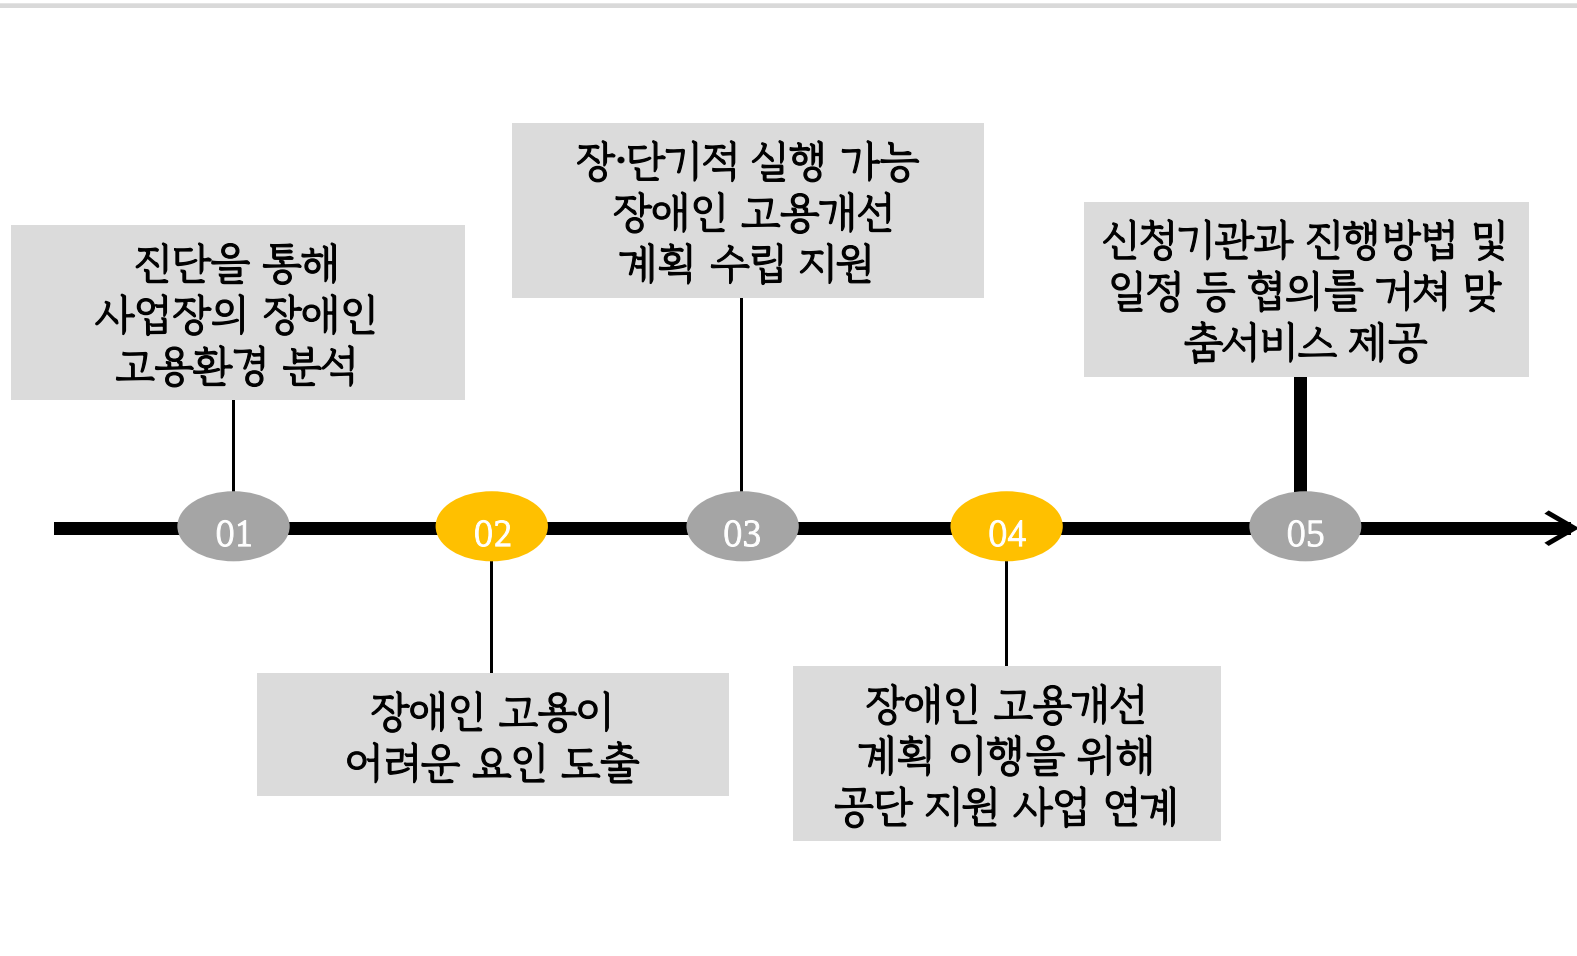 진단을 통해
사업장의 장애인
고용환경 분석
01
장애인 고용이
어려운 요인 도출
02
장·단기적 실행 가능
장애인 고용개선
계획 수립 지원
03
장애인 고용개선
계획 이행을 위해
공단 지원 사업 연계
04
신청기관과 진행방법 및
일정 등 협의를 거쳐 맞
춤서비스 제공
05